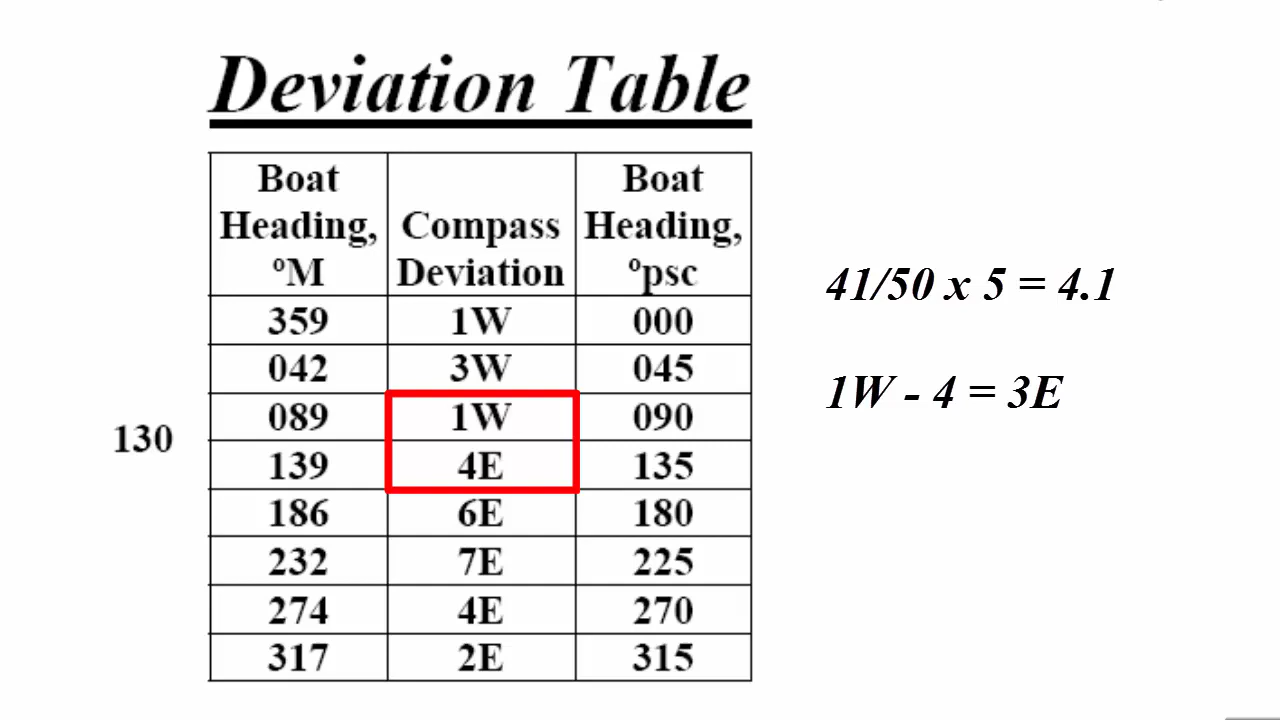 Deviation Table
Boat Heading, ºM | Compass Deviation | Boat Heading, ºpsc
359 | 1W | 000
042 | 3W | 045
089 | 1W | 090
139 | 4E | 135
186 | 6E | 180
232 | 7E | 225
274 | 4E | 270
317 | 2E | 315
130
41/50 x 5 = 4.1
1W - 4 = 3E